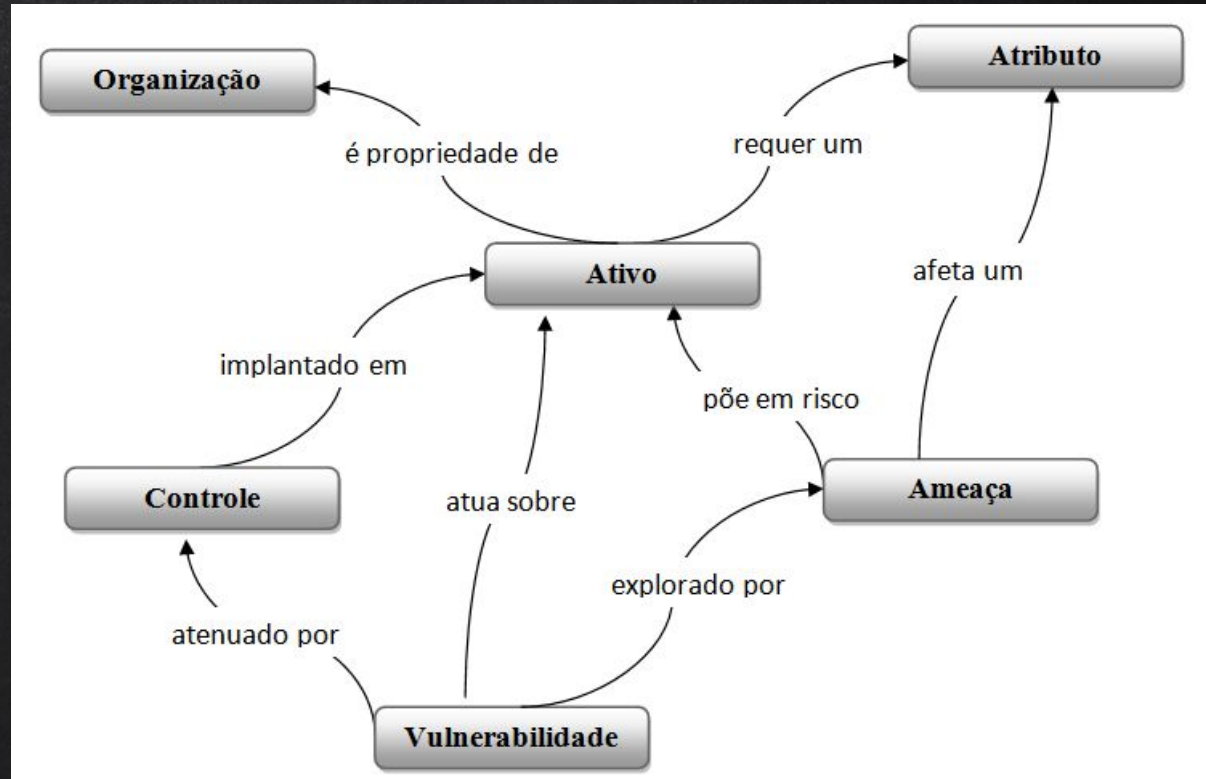 Organização
Atributo
é propriedade de
requer um
Ativo
afeta um
implantado em
põe em risco
Controle
atua sobre
Ameaça
explorado por
atenuado por
Vulnerabilidade